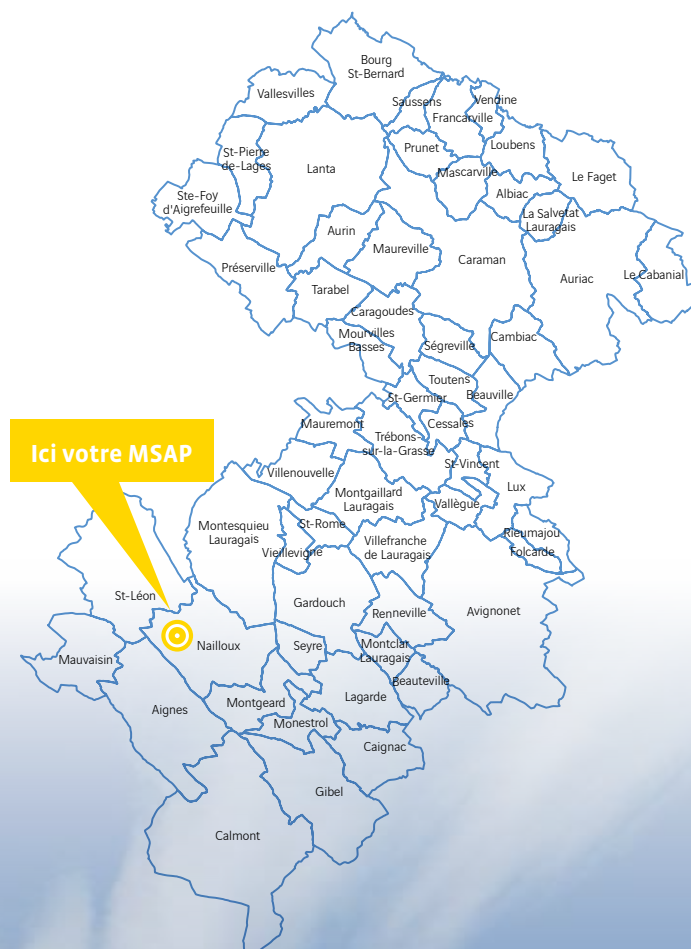 Bourg
St-Bernard
Vallesvilles
Saussens
Vendine
Francarville
St-Pierre
de-Lages
Lanta
Prunet
Loubens
Mascarville
Le Faget
Ste-Foy
d'Aigrefeuille
Albiac
La Salvetat
Lauragais
Aurin
Maureville
Caraman
Préserville
Auriac
Le Cabanial
Tarabel
Caragoudes
Mourvilles
Basses
Ségreville
Cambiac
Toutens
St-Germier
Beauville
Mauremont
Cessales
Trébons-
sur-la-Grasse
Ici votre MSAP
St-Vincent
Villenouvelle
Lux
Montgaillard
Lauragais
Vallègue
Montesquieu
Lauragais
St-Rome
Rieumajou
Vieillevigne
Villefranche
de Lauragais
Folcarde
St-Léon
Gardouch
Renneville
Avignonet
Nailloux
Seyre
Montclar
Lauragais
Mauvaisin
Beauteville
Aignes
Montgeard
Lagarde
Monestrol
Caignac
Gibel
Calmont